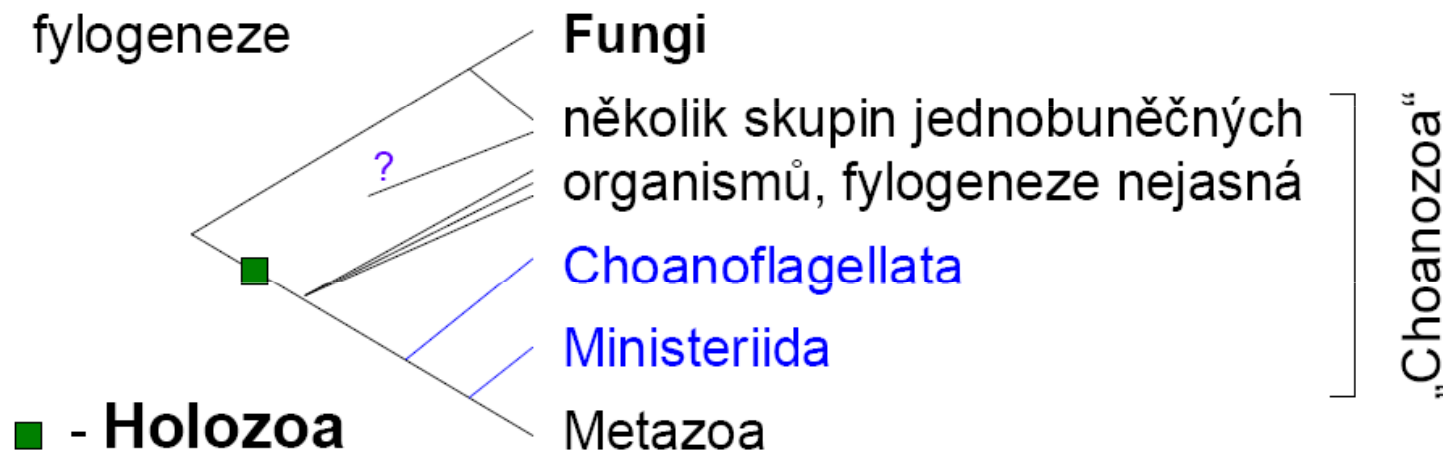 fylogeneze
Fungi
několik skupin jednobuněčných
organismů, fylogeneze nejasná
?
Choanoflagellata
Ministeriida
Metazoa
„Choanozoa”
- Holozoa